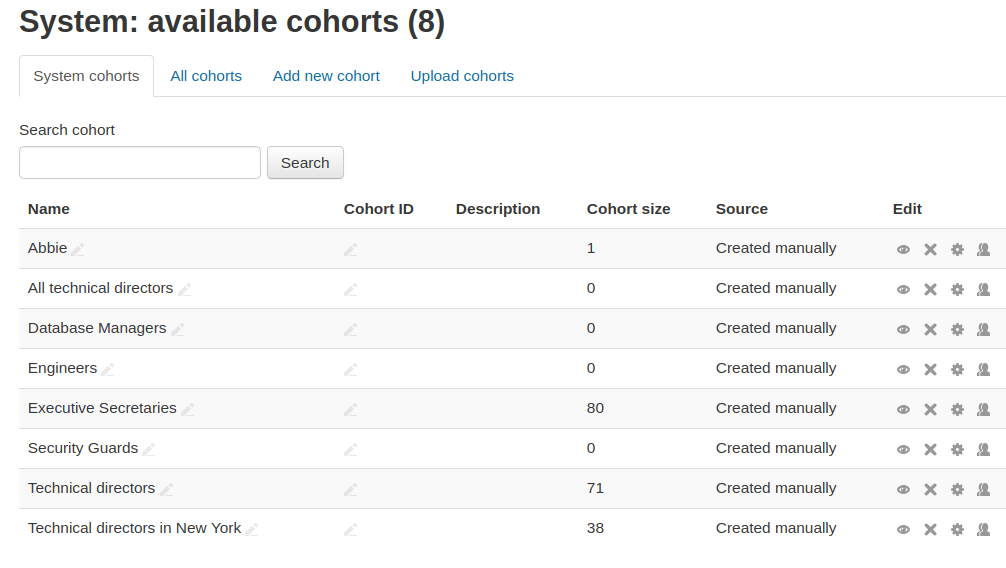 System: available cohorts (8)
System cohorts All cohorts Add new cohort Upload cohorts
Search cohort
Search
Name Cohort ID Description Cohort size Source Edit
Abbie 1 Created manually
All technical directors 0 Created manually
Database Managers 0 Created manually
Engineers 0 Created manually
Executive Secretaries 80 Created manually
Security Guards 0 Created manually
Technical directors 71 Created manually
Technical directors in New York 38 Created manually